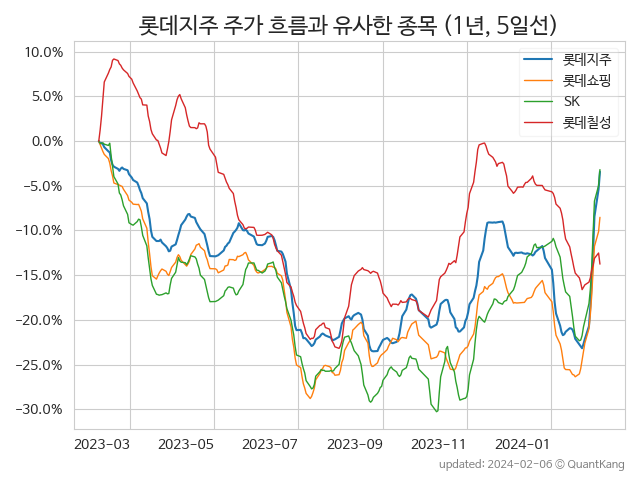 롯데지주 주가 흐름과 유사한 종목 (1년, 5일선)
10.0%
5.0%
0.0%
−5.0%
−10.0%
−15.0%
−20.0%
−25.0%
−30.0%
롯데지주
롯데쇼핑
SK
롯데칠성
2023-03 2023-05 2023-07 2023-09 2023-11 2024-01
updated: 2024-02-06 © QuantKang